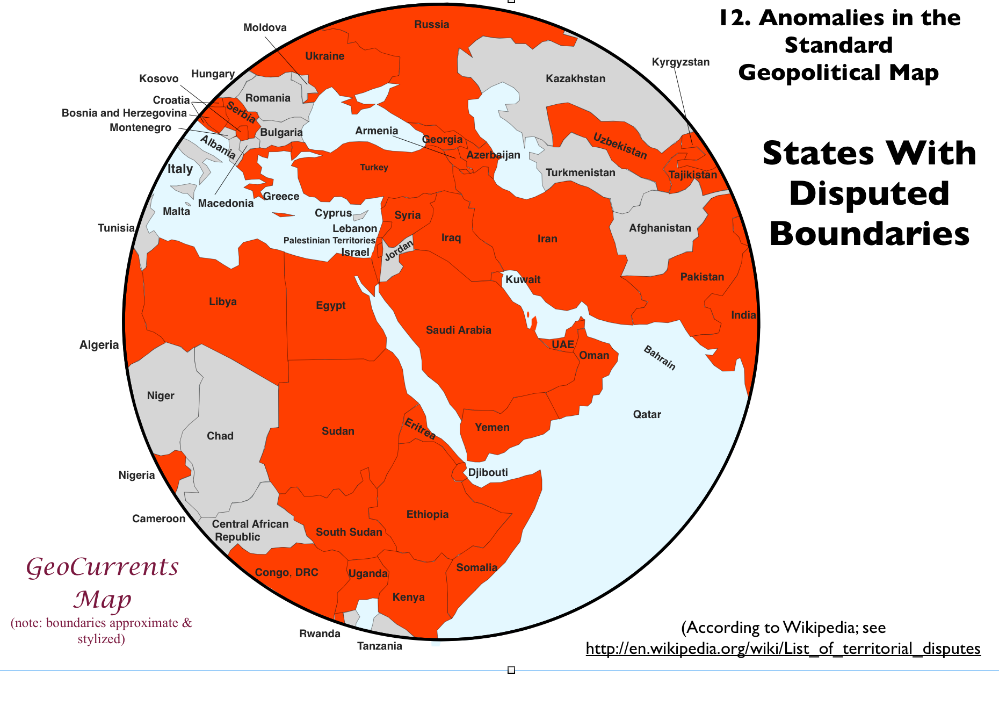 12. Anomalies in the
Standard
Geopolitical Map
States With
Disputed
Boundaries
Russia
Moldova
Ukraine
Kyrgyzstan
Hungary
Kosovo
Kazakhstan
Croatia
Romania
Serbia
Bosnia and Herzegovina
Montenegro
Bulgaria
Armenia
Georgia
Uzbekistan
Albania
Azerbaijan
Italy
Turkey
Turkmenistan
Tajikistan
Greece
Macedonia
Malta
Cyprus
Syria
Tunisia
Lebanon
Afghanistan
Palestinian Territories
Iraq
Iran
Israel
Jordan
Pakistan
Kuwait
Libya
Egypt
India
Saudi Arabia
Algeria
UAE
Oman
Bahrain
Niger
Qatar
Chad
Sudan
Eritrea
Yemen
Nigeria
Djibouti
Cameroon
Ethiopia
Central African
Republic
South Sudan
Somalia
Congo, DRC
Uganda
Kenya
Rwanda
Tanzania
GeoCurrents
Map
(note: boundaries approximate &
stylized)
(According to Wikipedia; see
http://en.wikipedia.org/wiki/List_of_territorial_disputes